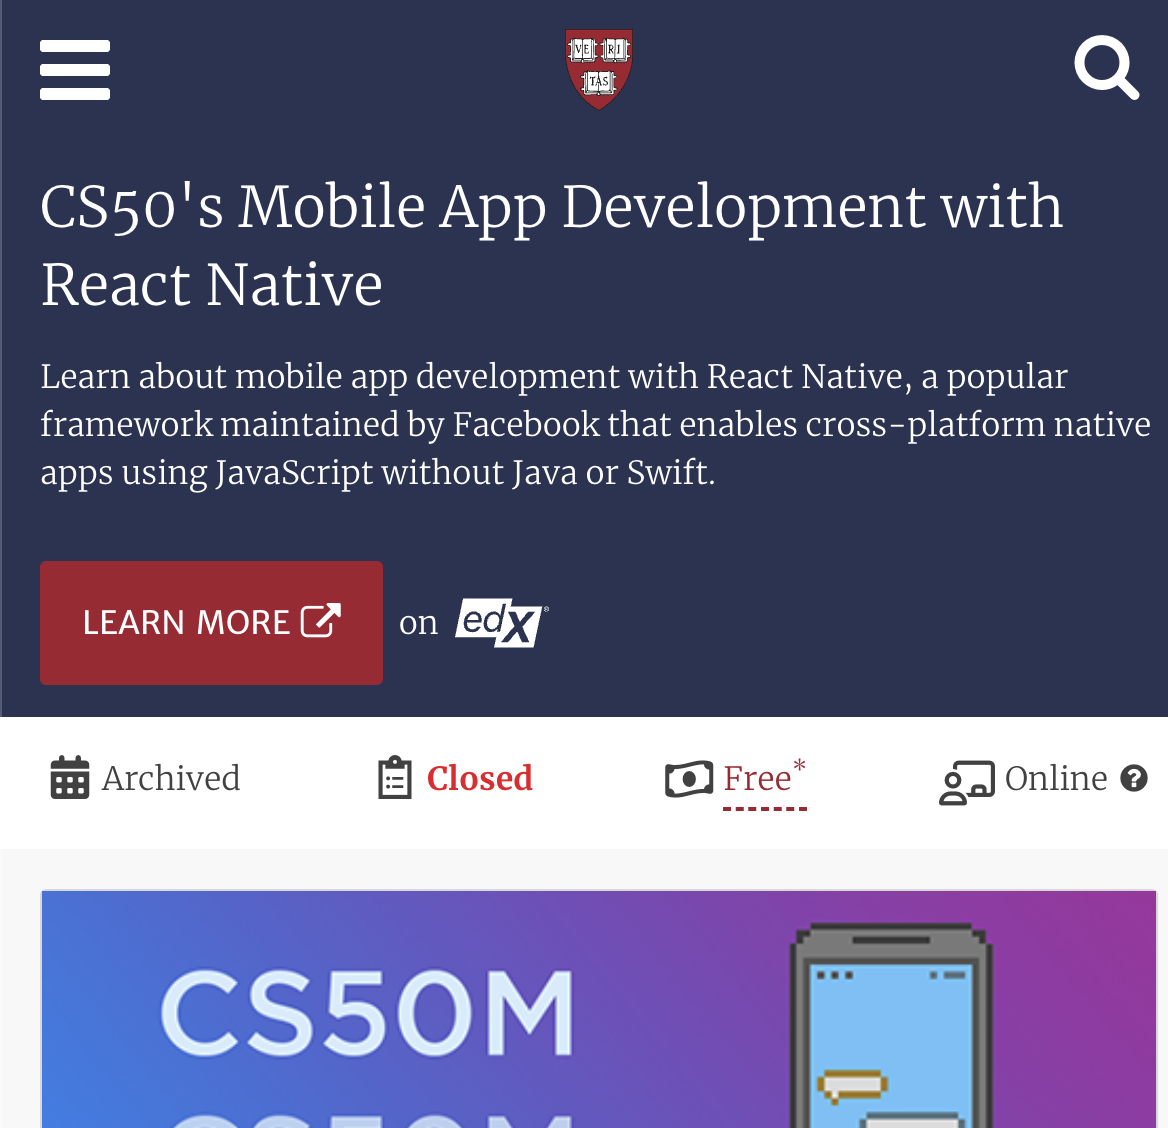 VE RI
TAS
CS50's Mobile App Development with
React Native
Learn about mobile app development with React Native, a popular
framework maintained by Facebook that enables cross-platform native
apps using JavaScript without Java or Swift.
LEARN MORE on edX®
Archived Closed Free* Online ?
CS50M
CS50M